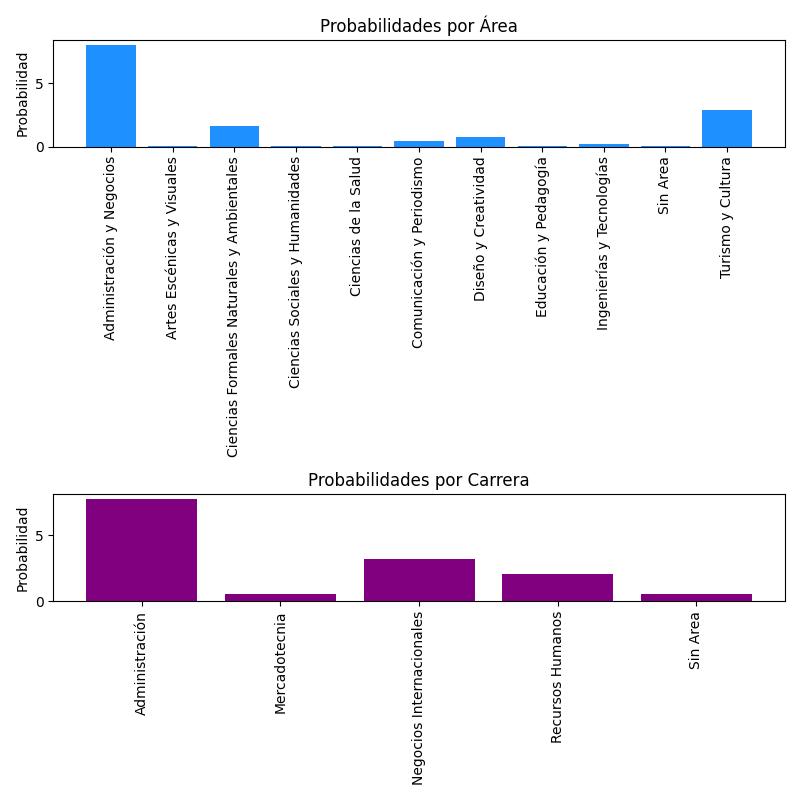 Probabilidades por Área
Probabilidad
5
0
Administración y Negocios
Artes Escénicas y Visuales
Ciencias Formales Naturales y Ambientales
Ciencias Sociales y Humanidades
Ciencias de la Salud
Comunicación y Periodismo
Diseño y Creatividad
Educación y Pedagogía
Ingenierías y Tecnologías
Sin Area
Turismo y Cultura
Probabilidades por Carrera
Probabilidad
5
0
Administración
Mercadotecnia
Negocios Internacionales
Recursos Humanos
Sin Area